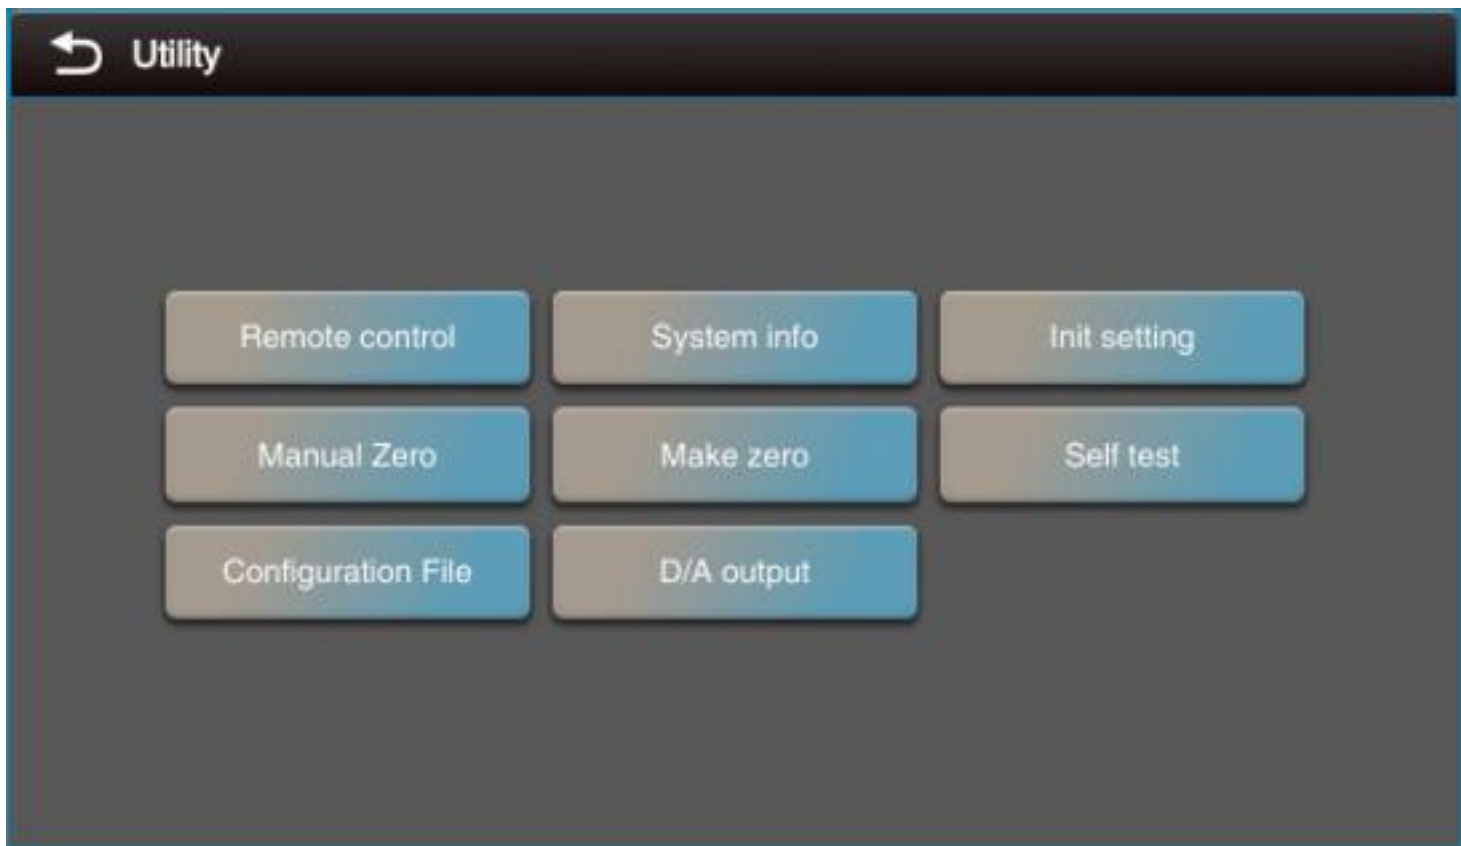 Utility
Remote control
System info
Init setting
Manual Zero
Make zero
Self test
Configuration File
D/A output